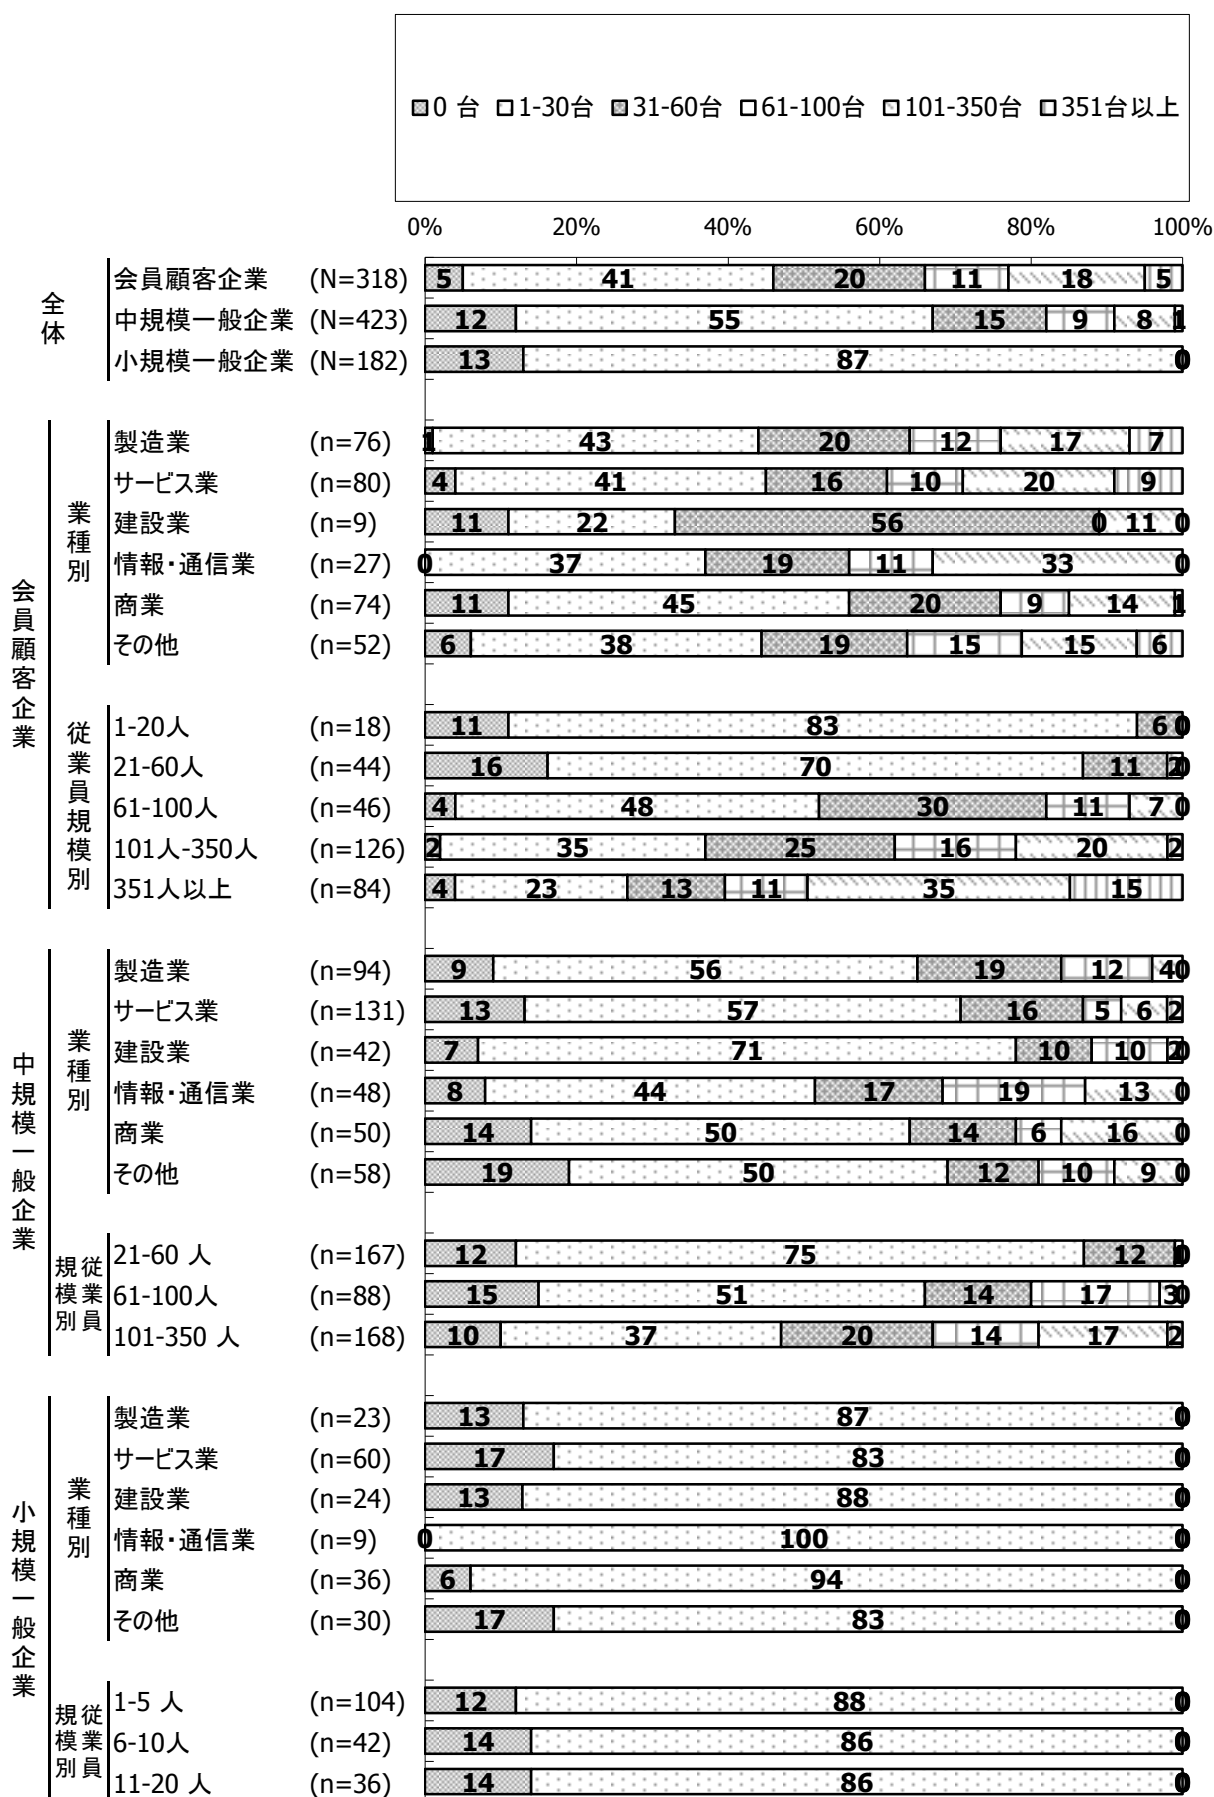 0 台 1-30台 31-60台 61-100台 101-350台 351台以上
0% 20% 40% 60% 80% 100%
全体
会員顧客企業 (N=318) 5 41 20 11 18 5
中規模一般企業 (N=423) 12 55 15 9 8 1
小規模一般企業 (N=182) 13 87 0
会員顧客企業
業種別
製造業 (n=76) 1 43 20 12 17 7
サービス業 (n=80) 4 41 16 10 20 9
建設業 (n=9) 11 22 56 0 11 0
情報・通信業 (n=27) 0 37 19 11 33 0
商業 (n=74) 11 45 20 9 14 1
その他 (n=52) 6 38 19 15 15 6
従業員規模別
1-20人 (n=18) 11 83 6 0
21-60人 (n=44) 16 70 11 2 0
61-100人 (n=46) 4 48 30 11 7 0
101人-350人 (n=126) 2 35 25 16 20 2
351人以上 (n=84) 4 23 13 11 35 15
中規模一般企業
業種別
製造業 (n=94) 9 56 19 12 4 0
サービス業 (n=131) 13 57 16 5 6 2
建設業 (n=42) 7 71 10 10 2 0
情報・通信業 (n=48) 8 44 17 19 13 0
商業 (n=50) 14 50 14 6 16 0
その他 (n=58) 19 50 12 10 9 0
従業員規模別
21-60 人 (n=167) 12 75 12 0
61-100人 (n=88) 15 51 14 17 3 0
101-350 人 (n=168) 10 37 20 14 17 2
小規模一般企業
業種別
製造業 (n=23) 13 87 0
サービス業 (n=60) 17 83 0
建設業 (n=24) 13 88 0
情報・通信業 (n=9) 0 100 0
商業 (n=36) 6 94 0
その他 (n=30) 17 83 0
従業員規模別
1-5 人 (n=104) 12 88 0
6-10人 (n=42) 14 86 0
11-20 人 (n=36) 14 86 0